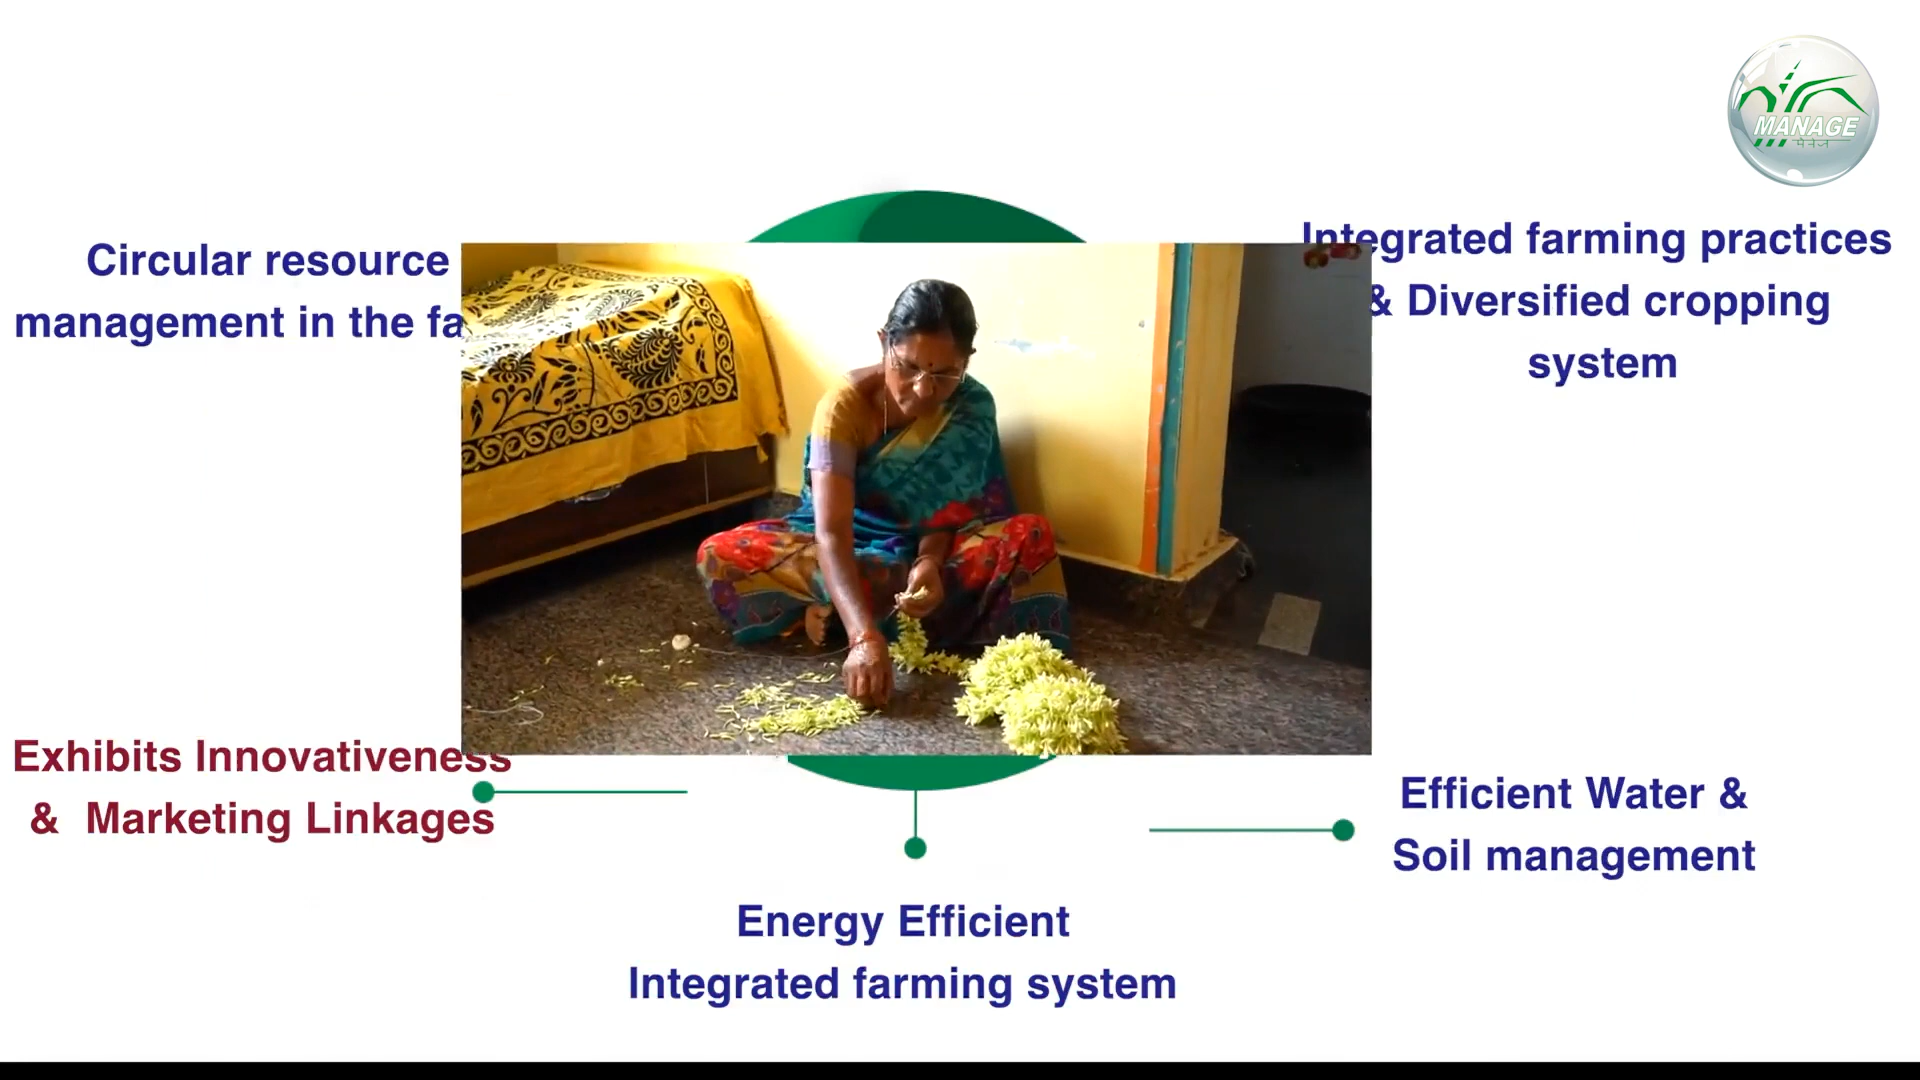 MANAGE
मैनेज
Circular resource
management in the fa
Integrated farming practices
& Diversified cropping
system
Exhibits Innovativeness
& Marketing Linkages
Efficient Water &
Soil management
Energy Efficient
Integrated farming system